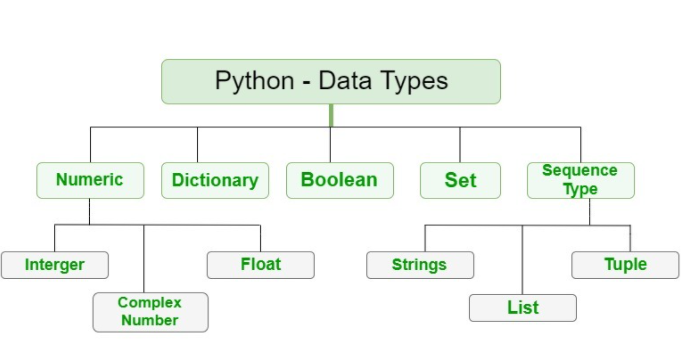 Python - Data Types
Numeric
Dictionary
Boolean
Set
Sequence
Type
Interger
Complex
Number
Float
Strings
List
Tuple